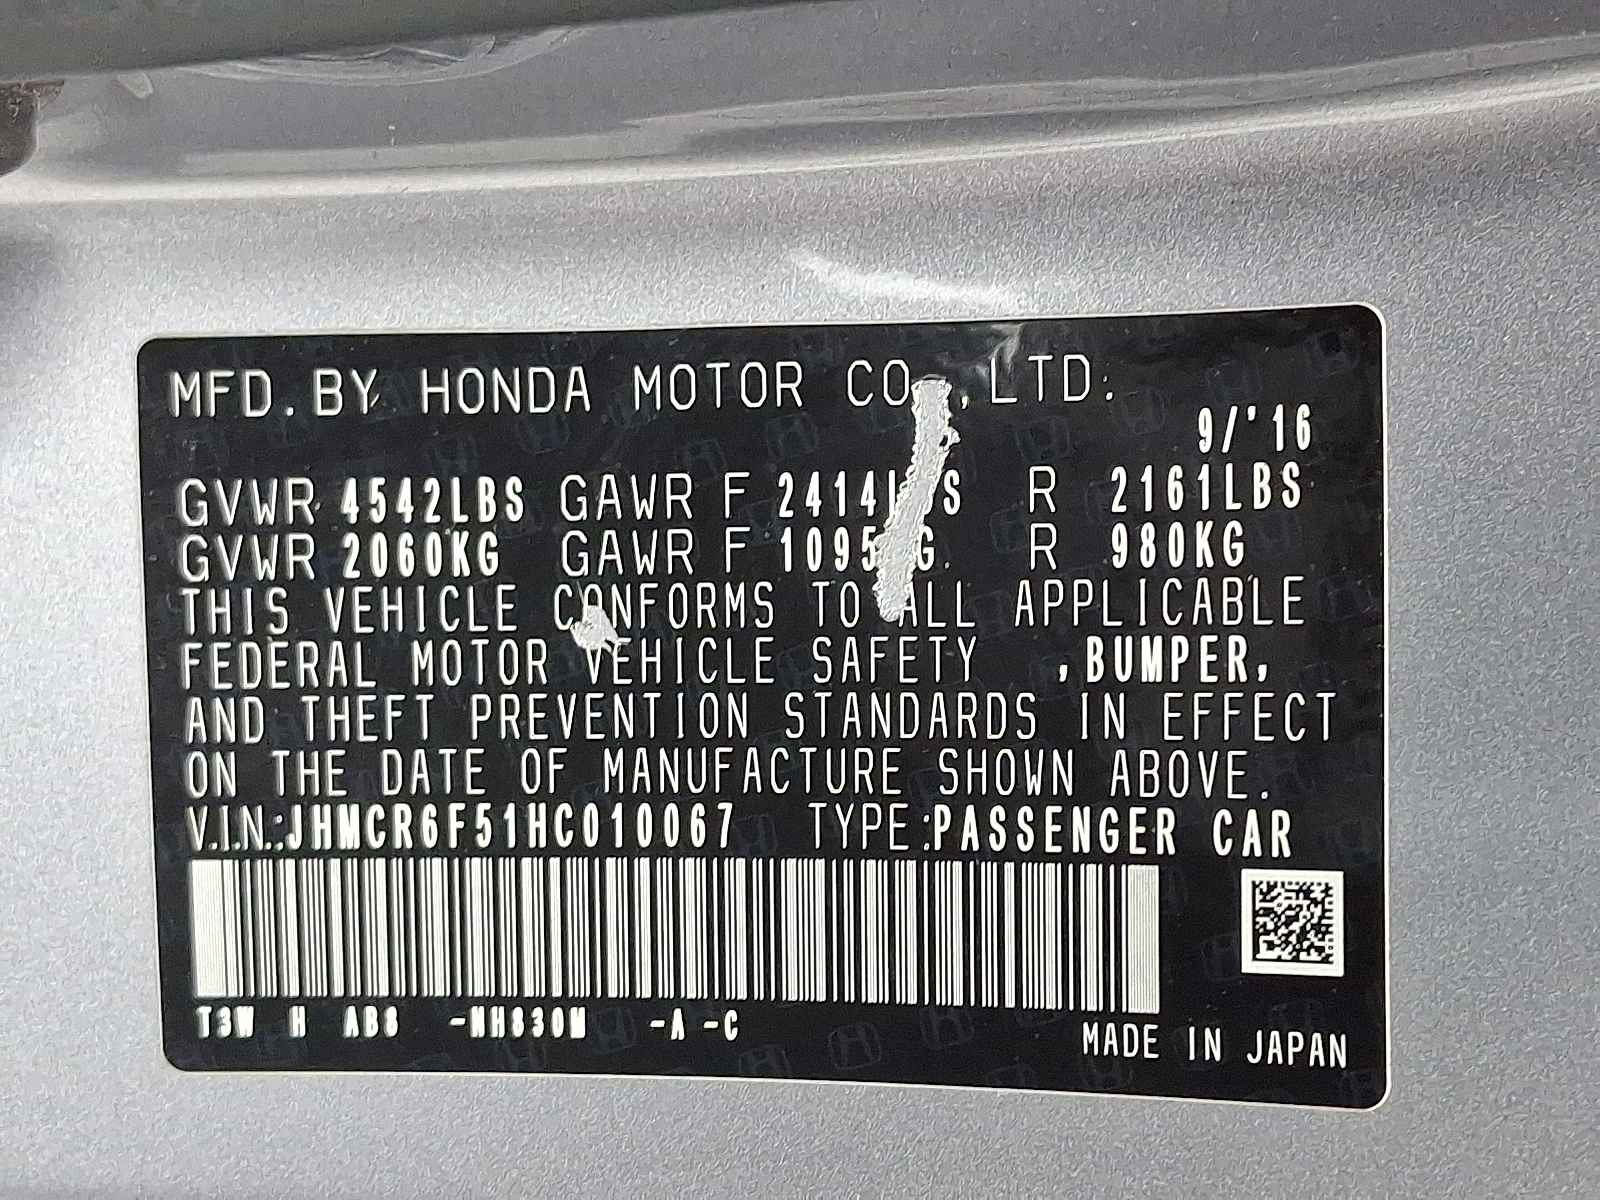 MFD. BY HONDA MOTOR CO.,LTD.
9/'16
GVWR 4542LBS GAWR F 2414LBS R 2161LBS
GVWR 2060KG GAWR F 1095KG R 980KG
THIS VEHICLE CONFORMS TO ALL APPLICABLE
FEDERAL MOTOR VEHICLE SAFETY ,BUMPER,
AND THEFT PREVENTION STANDARDS IN EFFECT
ON THE DATE OF MANUFACTURE SHOWN ABOVE.
V.I.N.:JHMCR6F51HC010067 TYPE:PASSENGER CAR
T3W H AB8 -NH830M -A -C
MADE IN JAPAN